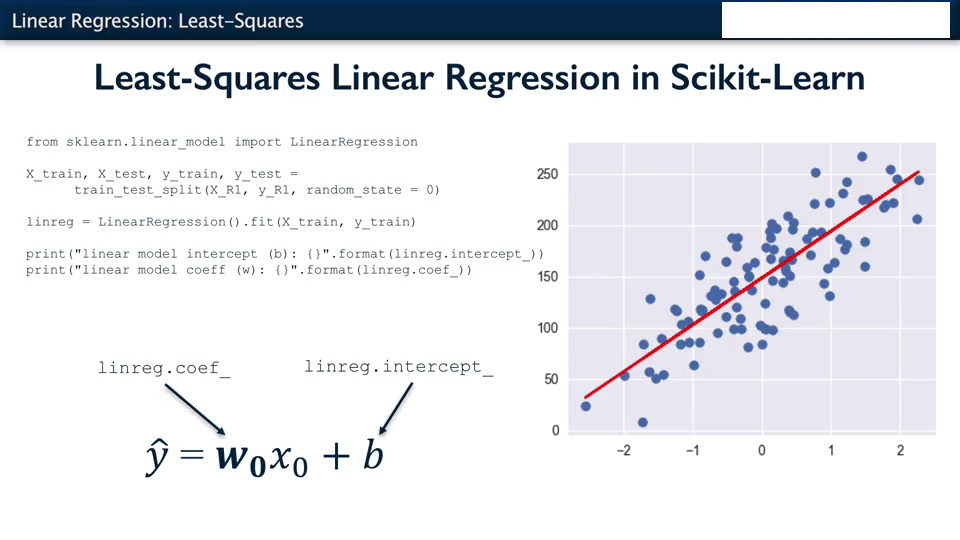 Linear Regression: Least–Squares
Least-Squares Linear Regression in Scikit-Learn
from sklearn.linear_model import LinearRegression
X_train, X_test, y_train, y_test =
train_test_split(X_R1, y_R1, random_state = 0)
linreg = LinearRegression().fit(X_train, y_train)
print("linear model intercept (b): {}".format(linreg.intercept_))
print("linear model coeff (w): {}".format(linreg.coef_))
linreg.coef_
linreg.intercept_
ŷ = w₀x₀ + b
250
200
150
100
50
0
−2 −1 0 1 2